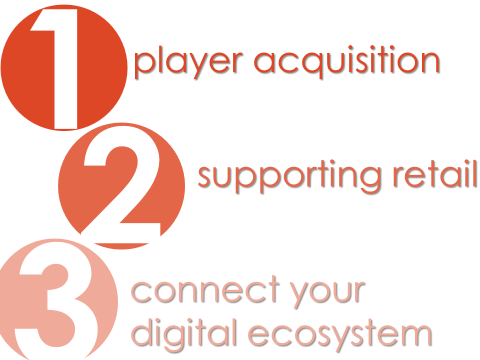 1
player acquisition
2
supporting retail
3
connect your
digital ecosystem